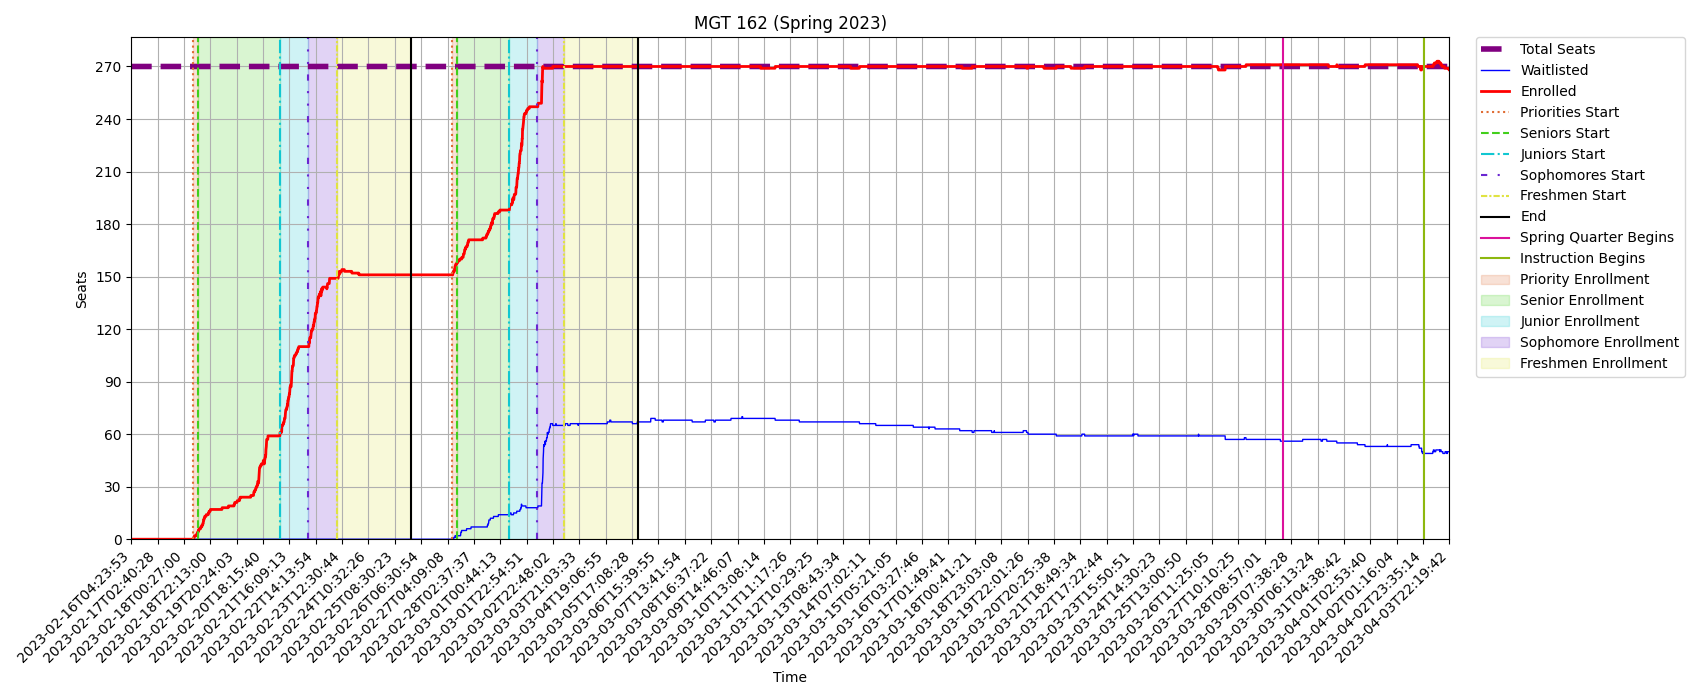 MGT 162 (Spring 2023)
Seats
270
240
210
180
150
120
90
60
30
0
2023-02-16T04:23:53
2023-02-17T02:40:28
2023-02-18T00:27:00
2023-02-18T22:13:00
2023-02-19T20:24:03
2023-02-20T18:15:40
2023-02-21T16:09:13
2023-02-22T14:13:54
2023-02-23T12:30:44
2023-02-24T10:32:26
2023-02-25T08:30:23
2023-02-26T06:30:54
2023-02-27T04:09:08
2023-02-28T02:37:37
2023-03-01T00:44:13
2023-03-01T22:54:51
2023-03-02T22:48:02
2023-03-03T21:03:33
2023-03-04T19:06:55
2023-03-05T17:08:28
2023-03-06T15:39:55
2023-03-07T13:41:54
2023-03-08T16:37:22
2023-03-09T14:46:07
2023-03-10T13:08:14
2023-03-11T11:17:26
2023-03-12T10:29:25
2023-03-13T08:43:34
2023-03-14T07:02:11
2023-03-15T05:21:05
2023-03-16T03:27:46
2023-03-17T01:49:41
2023-03-18T00:41:21
2023-03-18T23:03:08
2023-03-19T22:01:26
2023-03-20T20:25:38
2023-03-21T18:49:34
2023-03-22T17:22:44
2023-03-23T15:50:51
2023-03-24T14:30:23
2023-03-25T13:00:50
2023-03-26T11:25:05
2023-03-27T10:10:25
2023-03-28T08:57:01
2023-03-29T07:38:28
2023-03-30T06:13:24
2023-03-31T04:38:42
2023-04-01T02:53:40
2023-04-02T01:16:04
2023-04-02T23:35:14
2023-04-03T22:19:42
Time
Total Seats
Waitlisted
Enrolled
Priorities Start
Seniors Start
Juniors Start
Sophomores Start
Freshmen Start
End
Spring Quarter Begins
Instruction Begins
Priority Enrollment
Senior Enrollment
Junior Enrollment
Sophomore Enrollment
Freshmen Enrollment